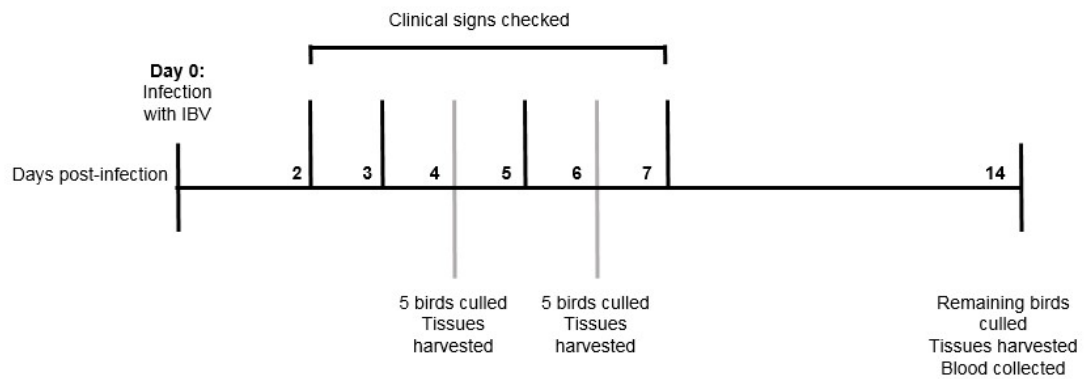 Clinical signs checked
Day 0:
Infection
with IBV
Days post-infection
2
3
4
5
6
7
14
5 birds culled
Tissues
harvested
5 birds culled
Tissues
harvested
Remaining birds
culled
Tissues harvested
Blood collected